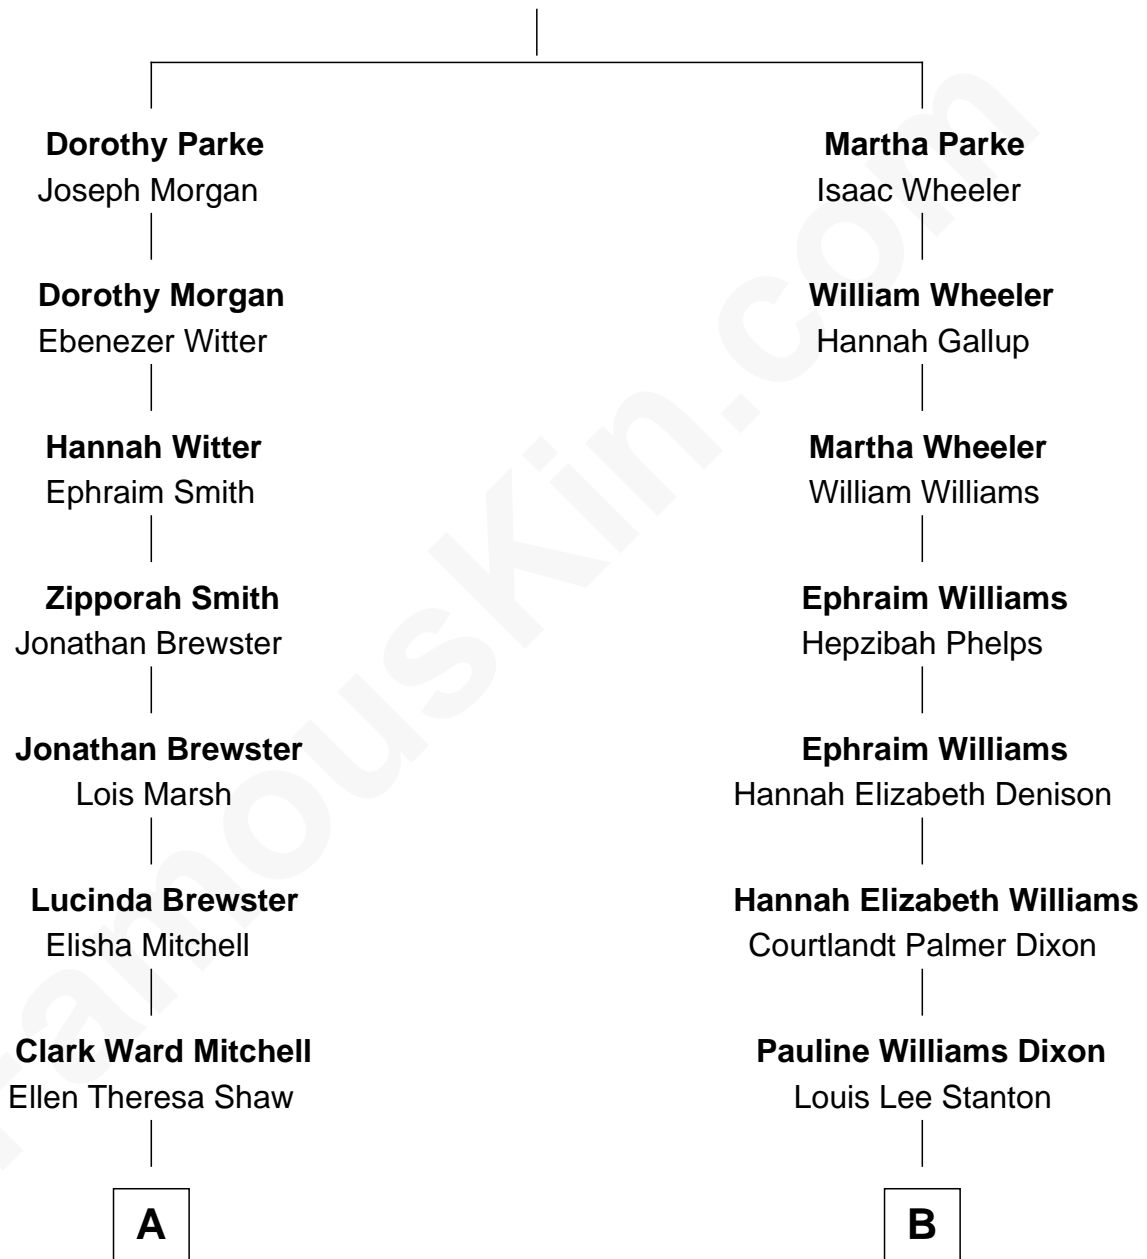 Dorothy Parke
Joseph Morgan
Martha Parke
Isaac Wheeler
Dorothy Morgan
Ebenezer Witter
William Wheeler
Hannah Gallup
Hannah Witter
Ephraim Smith
Martha Wheeler
William Williams
Zipporah Smith
Jonathan Brewster
Ephraim Williams
Hepzibah Phelps
Jonathan Brewster
Lois Marsh
Ephraim Williams
Hannah Elizabeth Denison
Lucinda Brewster
Elisha Mitchell
Hannah Elizabeth Williams
Courtlandt Palmer Dixon
Clark Ward Mitchell
Ellen Theresa Shaw
Pauline Williams Dixon
Louis Lee Stanton
A
B
FamousKin.com